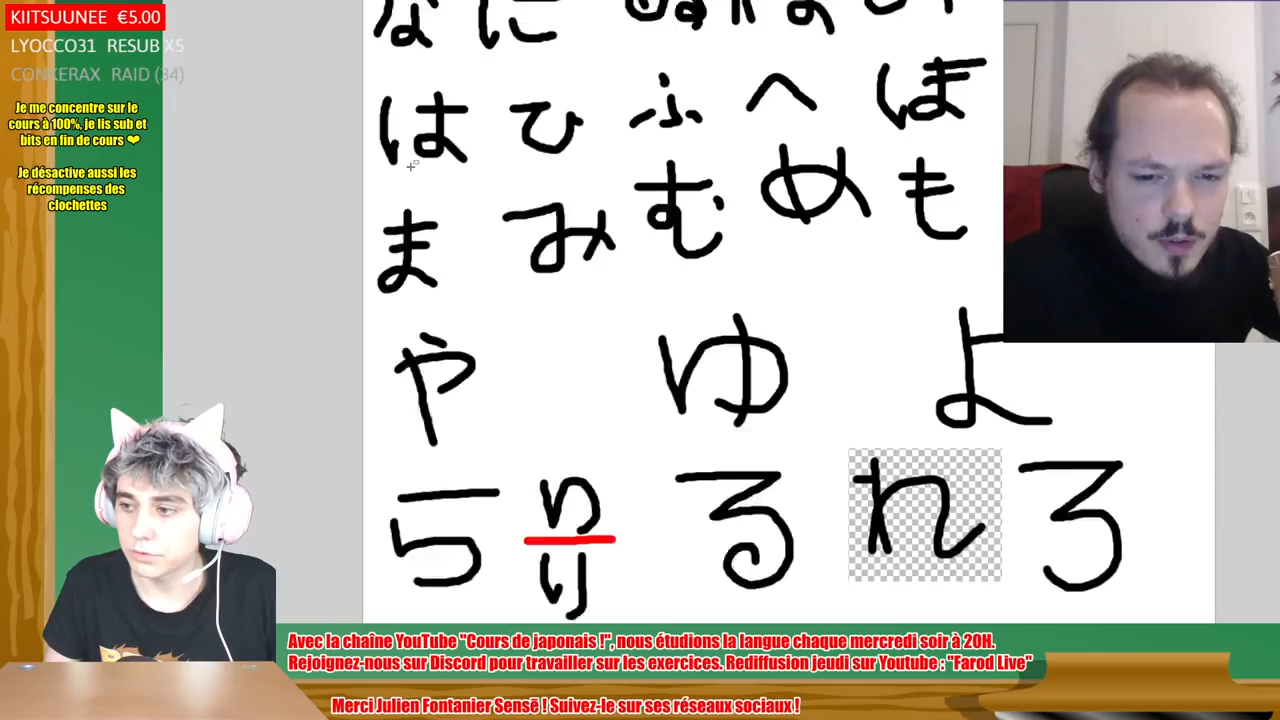 KIITSUUNEE €5.00
LYOCCO31 RESUB X5
CONKERAX RAID (34)
Je me concentre sur le
cours à 100%, je lis sub et
bits en fin de cours ❤
Je désactive aussi les
récompenses des
clochettes
な に
は ひ ふ へ ほ
ま み む め も
や ゆ よ
ら り る れ ろ
り
Avec la chaîne YouTube "Cours de japonais !", nous étudions la langue chaque mercredi soir à 20H.
Rejoignez-nous sur Discord pour travailler sur les exercices. Rediffusion jeudi sur Youtube : "Farod Live"
Merci Julien Fontanier Sensē ! Suivez-le sur ses réseaux sociaux !